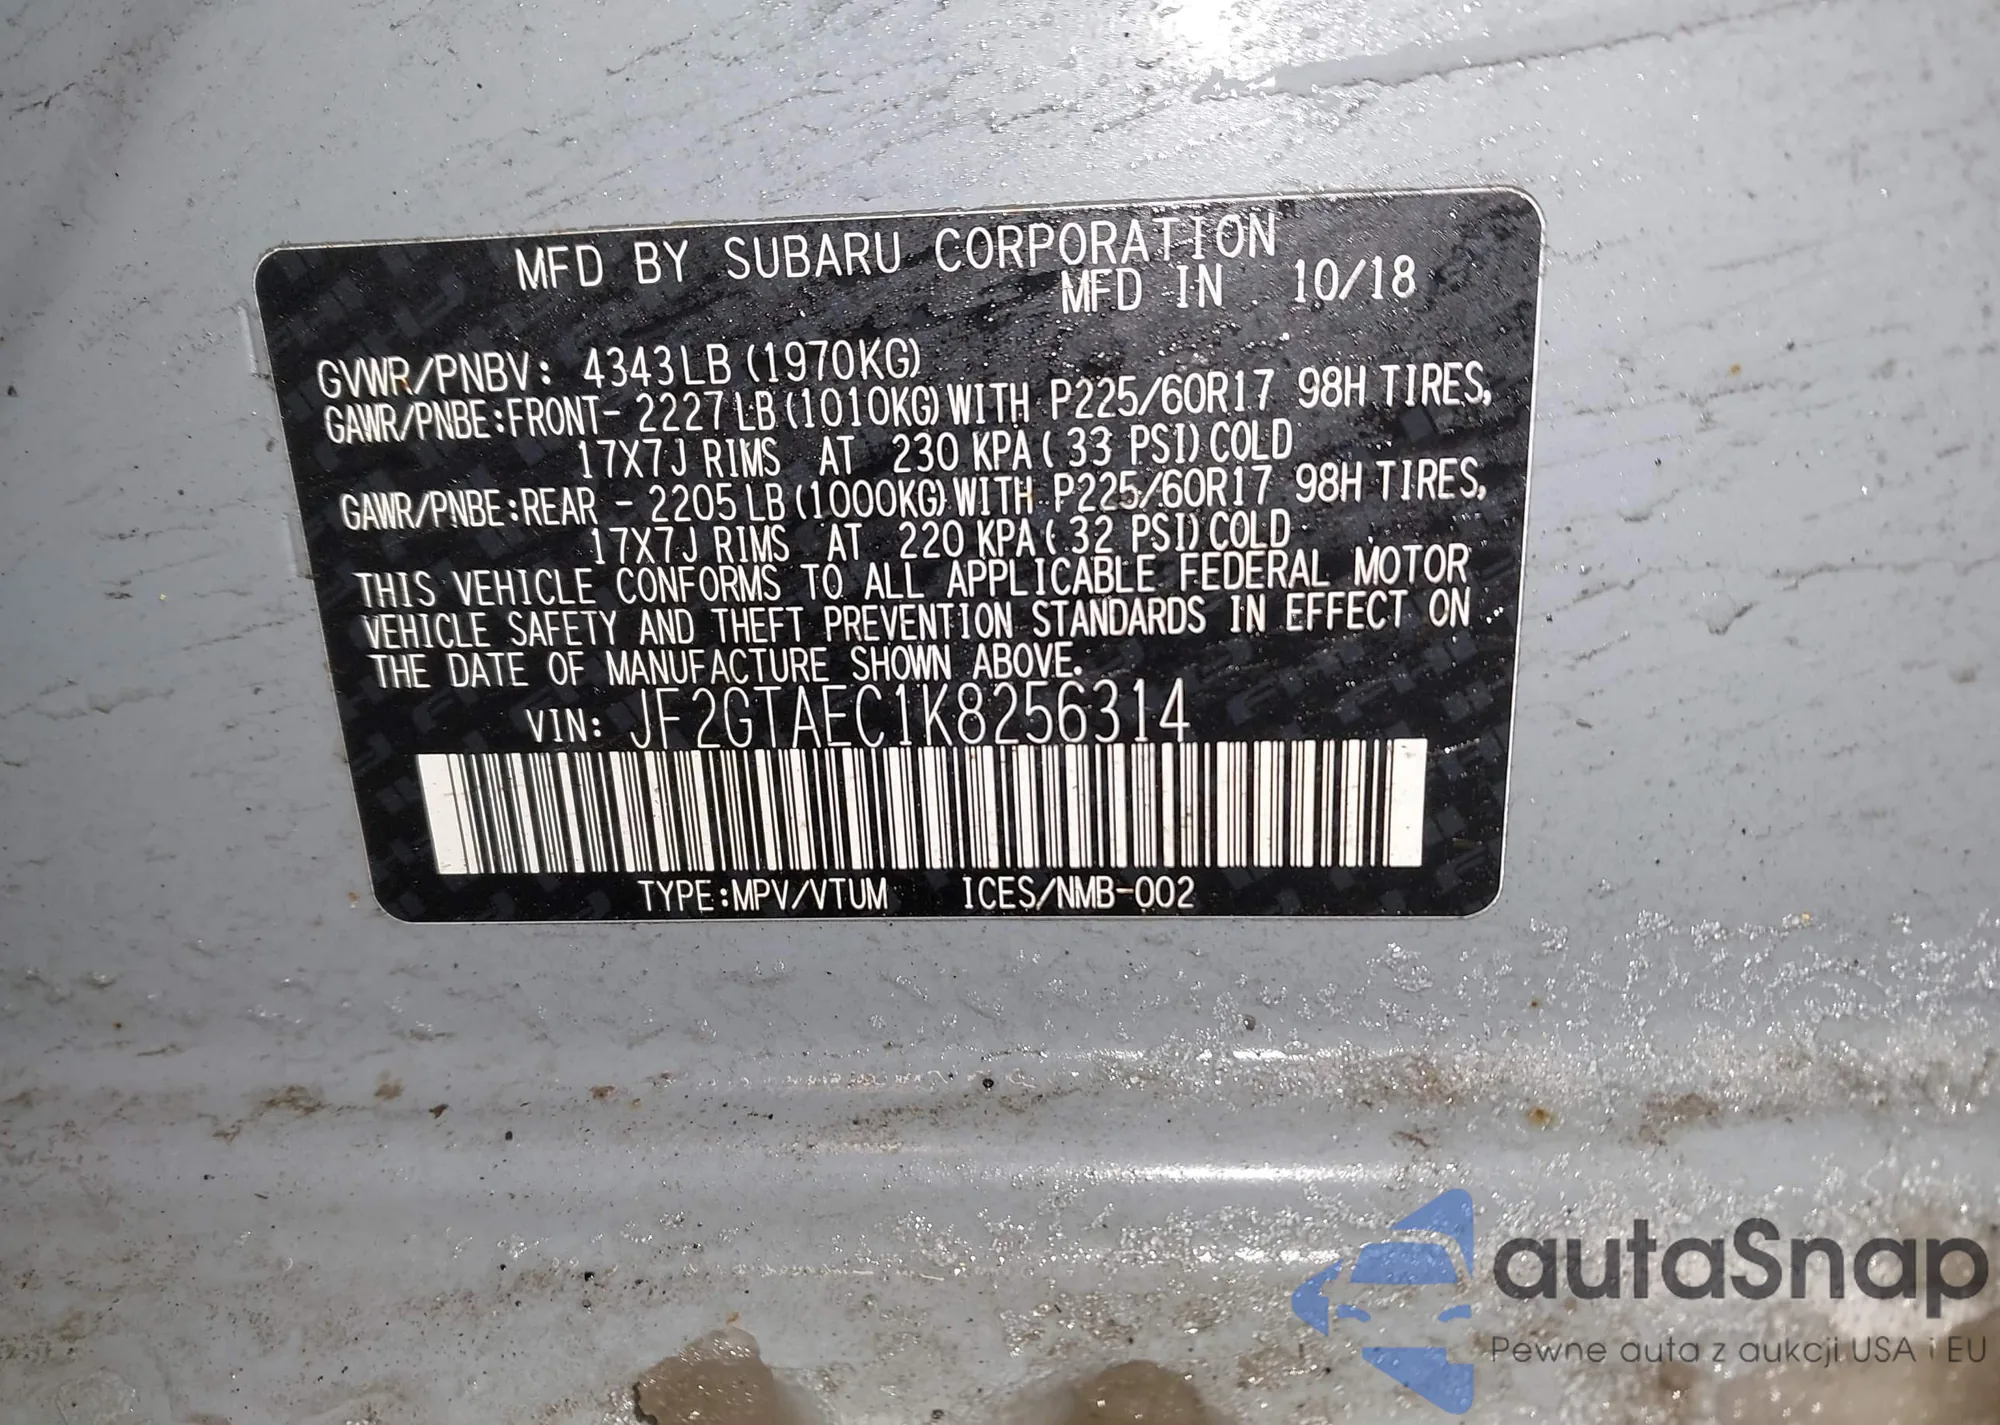 MFD BY SUBARU CORPORATION
MFD IN 10/18
GVWR/PNBV: 4343LB (1970KG)
GAWR/PNBE:FRONT- 2227LB(1010KG)WITH P225/60R17 98H TIRES,
17X7J RIMS AT 230 KPA( 33 PSI)COLD
GAWR/PNBE:REAR - 2205LB(1000KG)WITH P225/60R17 98H TIRES,
17X7J RIMS AT 220 KPA( 32 PSI)COLD
THIS VEHICLE CONFORMS TO ALL APPLICABLE FEDERAL MOTOR
VEHICLE SAFETY AND THEFT PREVENTION STANDARDS IN EFFECT ON
THE DATE OF MANUFACTURE SHOWN ABOVE.
VIN: JF2GTAEC1K8256314
TYPE:MPV/VTUM ICES/NMB-002
autaSnap
Pewne auta z aukcji USA i EU